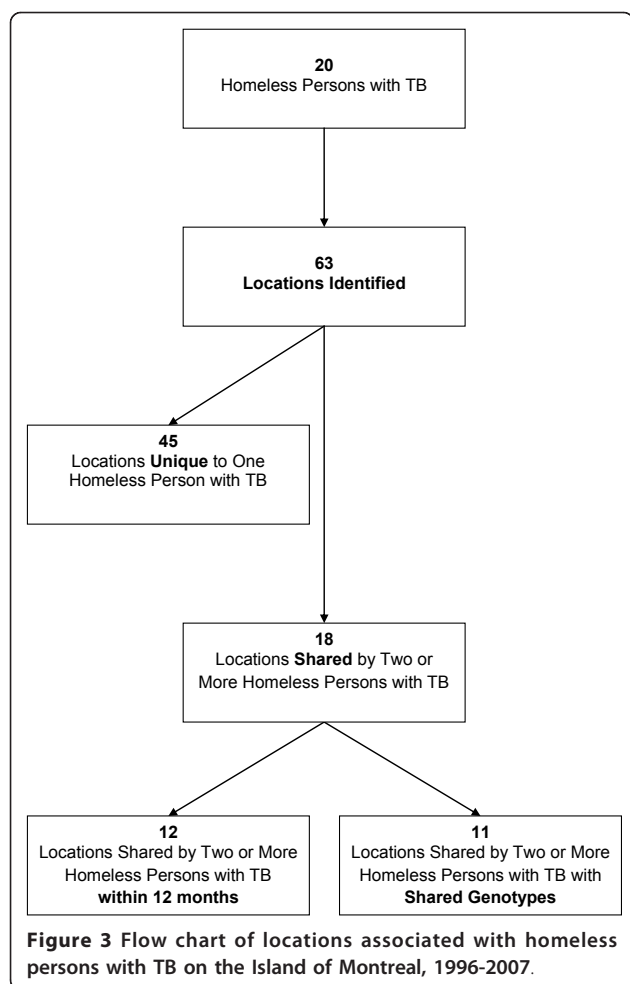 20
Homeless Persons with TB
63
Locations Identified
45
Locations Unique to One
Homeless Person with TB
18
Locations Shared by Two or
More Homeless Persons with TB
12
Locations Shared by Two or More
Homeless Persons with TB
within 12 months
11
Locations Shared by Two or More
Homeless Persons with TB with
Shared Genotypes
Figure 3 Flow chart of locations associated with homeless
persons with TB on the Island of Montreal, 1996-2007.